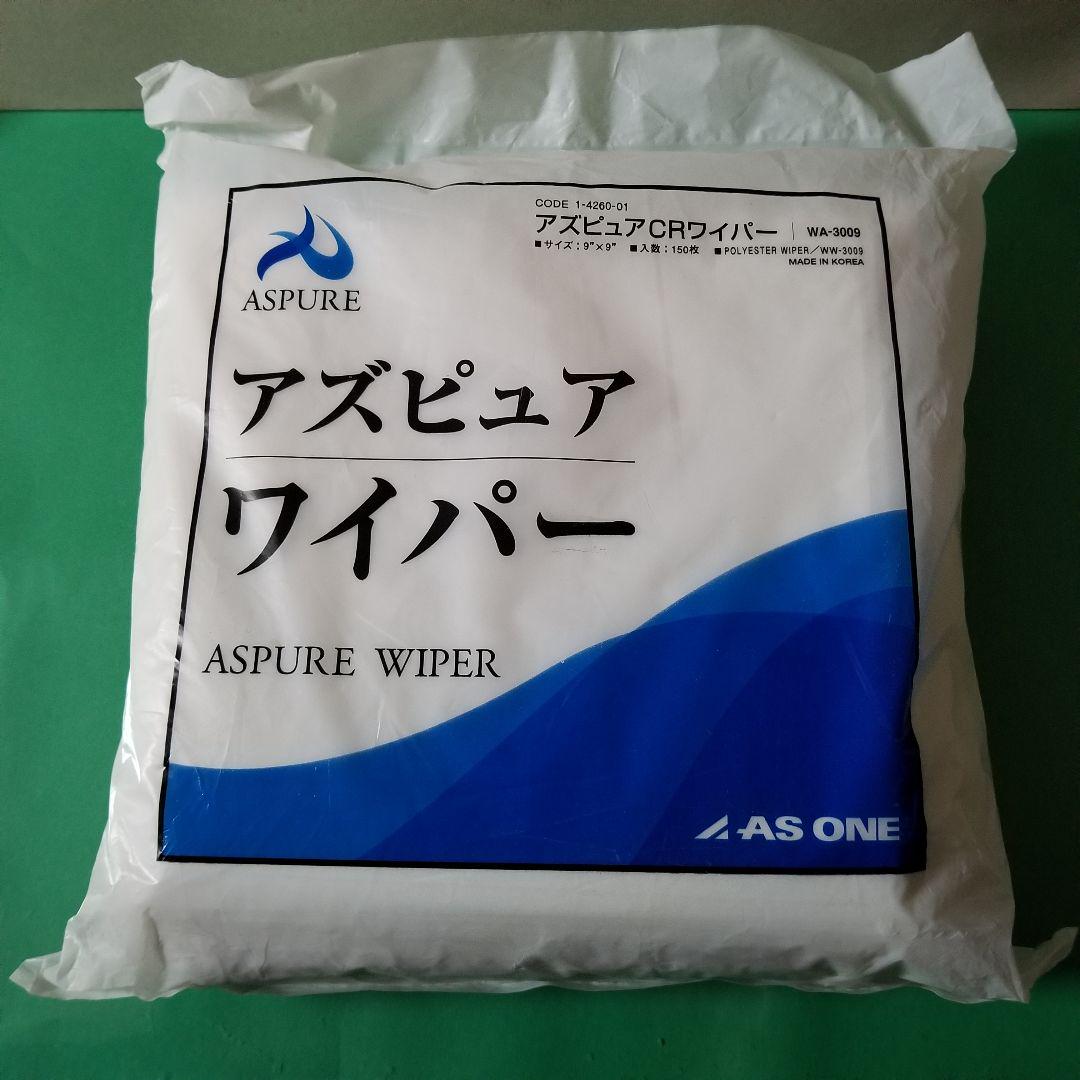 CODE 1-4260-01
アズピュアCRワイパー | WA-3009
■サイズ：9"×9" ■入数：150枚 ■POLYESTER WIPER／WW-3009
MADE IN KOREA
ASPURE
アズピュア
ワイパー
ASPURE WIPER
AS ONE